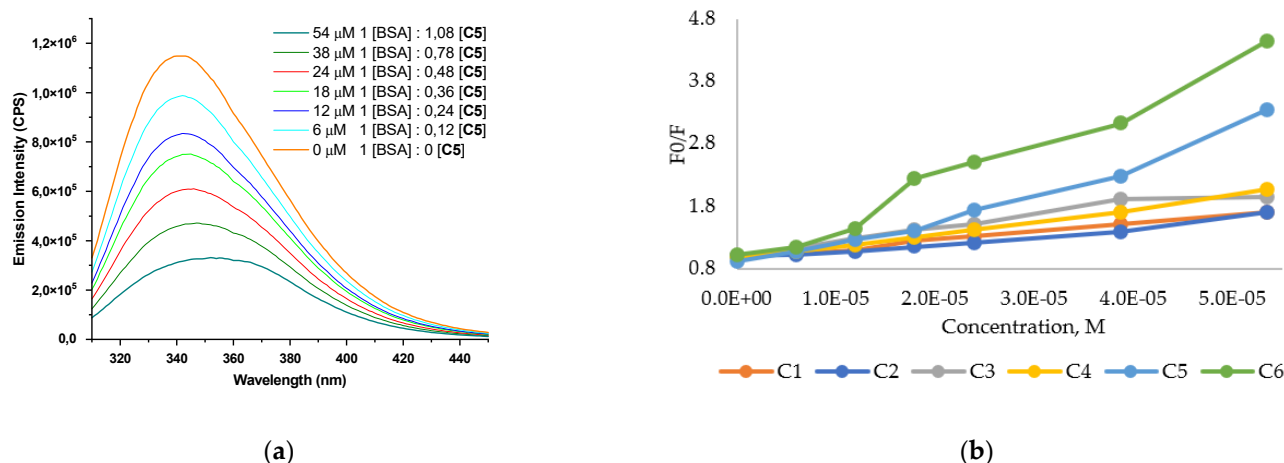 1,2×10⁶
1,0×10⁶
8,0×10⁵
6,0×10⁵
4,0×10⁵
2,0×10⁵
0,0
Emission Intensity (CPS)
54 μM 1 [BSA] : 1,08 [C5]
38 μM 1 [BSA] : 0,78 [C5]
24 μM 1 [BSA] : 0,48 [C5]
18 μM 1 [BSA] : 0,36 [C5]
12 μM 1 [BSA] : 0,24 [C5]
6 μM 1 [BSA] : 0,12 [C5]
0 μM 1 [BSA] : 0 [C5]
320 340 360 380 400 420 440
Wavelength (nm)
(a)
4.8
3.8
2.8
1.8
0.8
F0/F
0.0E+00 1.0E-05 2.0E-05 3.0E-05 4.0E-05 5.0E-05
Concentration, M
C1 C2 C3 C4 C5 C6
(b)